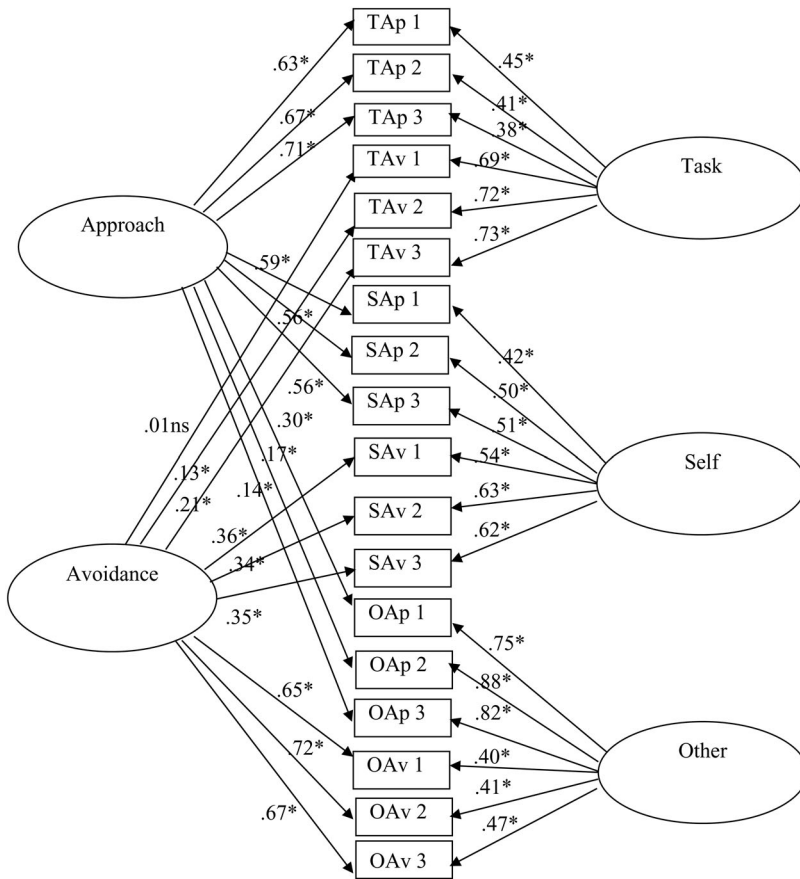 TAp 1
.63*
.45*
TAp 2
.67*
.41*
TAp 3
.71*
.38*
TAv 1
.69*
Task
TAv 2
.72*
Approach
TAv 3
.73*
.59*
SAp 1
.56*
.42*
SAp 2
.56*
.50*
SAp 3
.30*
.51*
.01ns
.17*
SAv 1
.54*
Self
.13*
.14*
.21*
SAv 2
.63*
.36*
.34*
SAv 3
.62*
Avoidance
.35*
OAp 1
.75*
OAp 2
.65*
.88*
OAp 3
.82*
.72*
OAv 1
.40*
Other
.67*
OAv 2
.41*
OAv 3
.47*